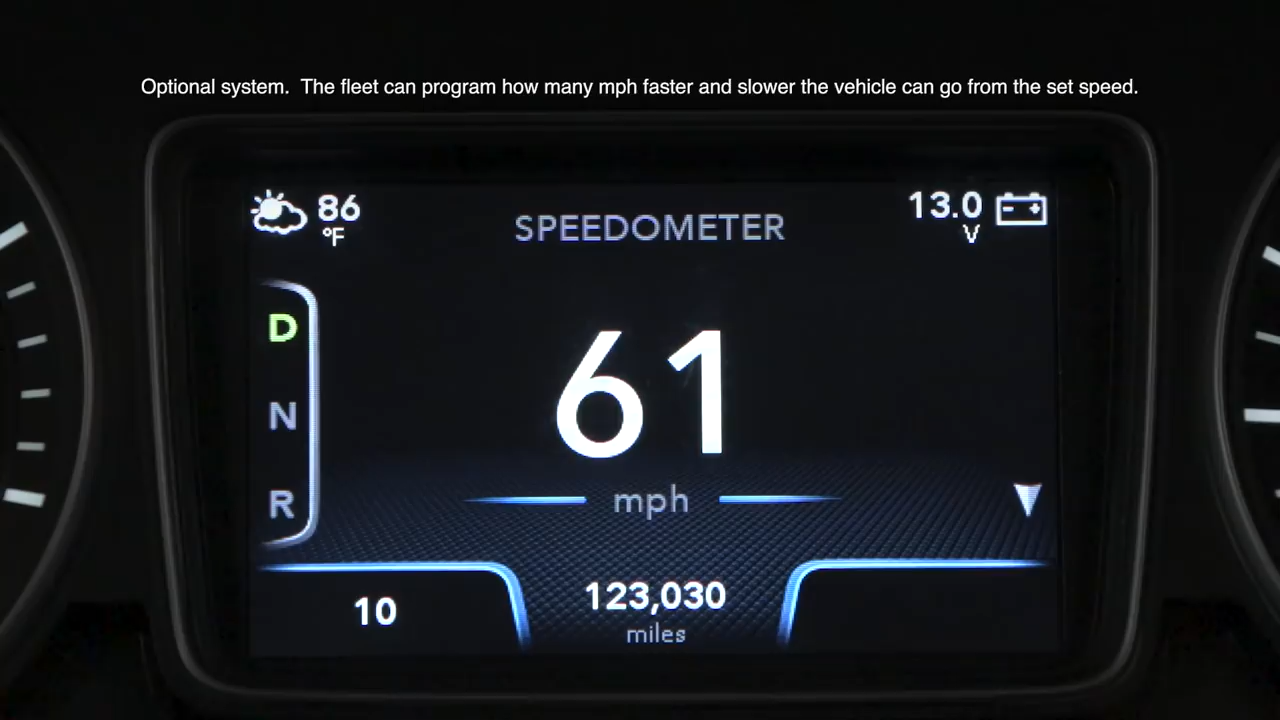 Optional system.  The fleet can program how many mph faster and slower the vehicle can go from the set speed.
86
°F
SPEEDOMETER
13.0
V
D
N
R
61
mph
10
123,030
miles